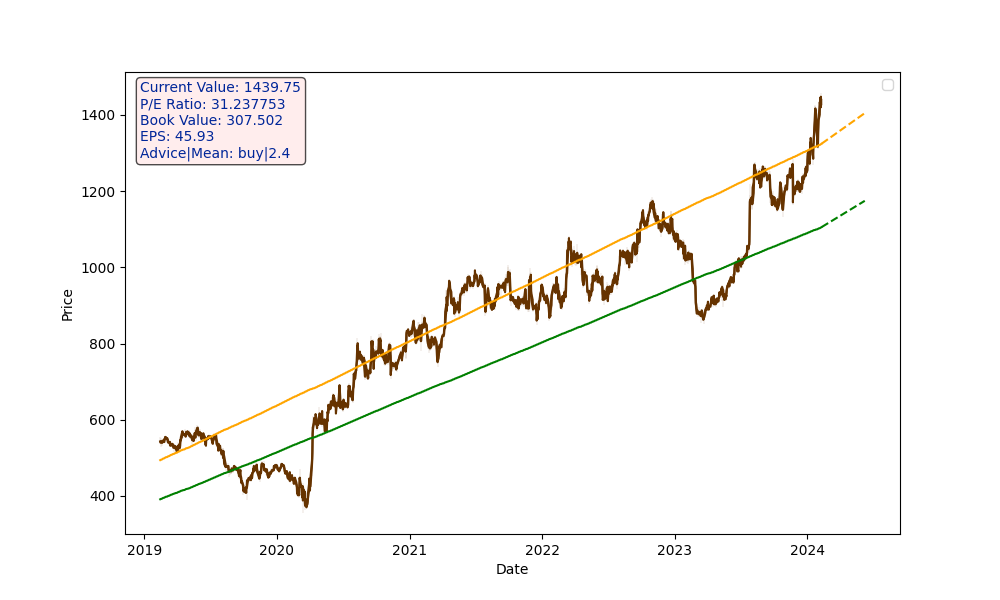 Current Value: 1439.75
P/E Ratio: 31.237753
Book Value: 307.502
EPS: 45.93
Advice|Mean: buy|2.4
1400
1200
1000
800
600
400
Price
2019 2020 2021 2022 2023 2024
Date